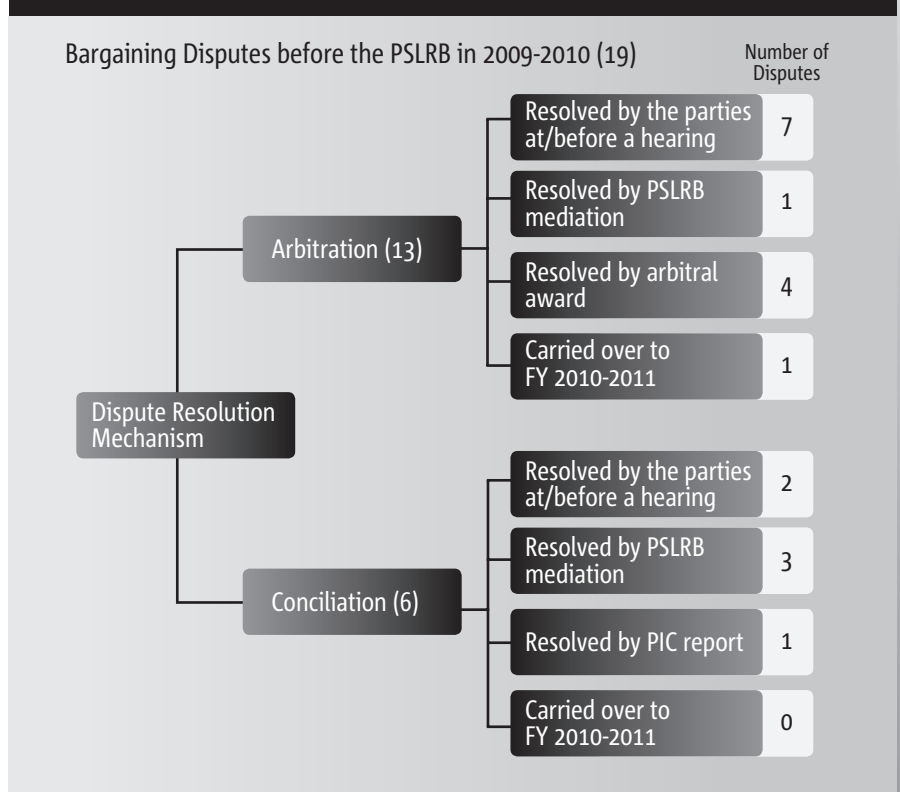 Bargaining Disputes before the PSLRB in 2009-2010 (19)
Number of
Disputes
Dispute Resolution
Mechanism
Arbitration (13)
Resolved by the parties
at/before a hearing
7
Resolved by PSLRB
mediation
1
Resolved by arbitral
award
4
Carried over to
FY 2010-2011
1
Conciliation (6)
Resolved by the parties
at/before a hearing
2
Resolved by PSLRB
mediation
3
Resolved by PIC report
1
Carried over to
FY 2010-2011
0